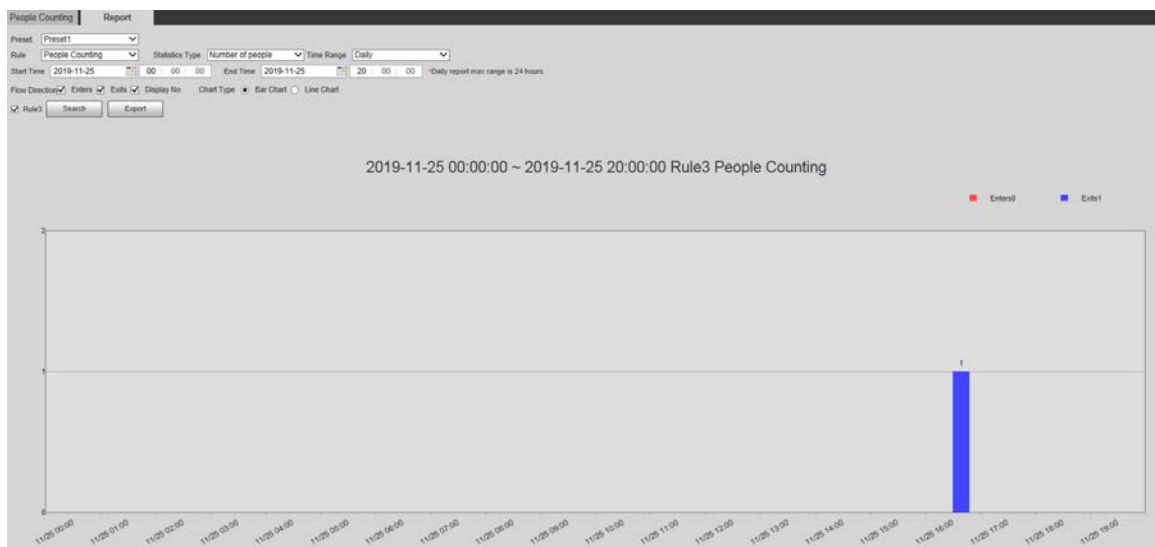 People Counting Report
Preset Preset1
Rule People Counting Statistics Type Number of people Time Range Daily
Start Time 2019-11-25 00 : 00 : 00 End Time 2019-11-25 20 : 00 : 00 *Daily report max range is 24 hours.
Flow Direction Enters Exits Display No. Chart Type Bar Chart Line Chart
Rule3 Search Export
2019-11-25 00:00:00 ~ 2019-11-25 20:00:00 Rule3 People Counting
Enters0 Exits1
2
1
1
0
11/25 00:00 11/25 01:00 11/25 02:00 11/25 03:00 11/25 04:00 11/25 05:00 11/25 06:00 11/25 07:00 11/25 08:00 11/25 09:00 11/25 10:00 11/25 11:00 11/25 12:00 11/25 13:00 11/25 14:00 11/25 15:00 11/25 16:00 11/25 17:00 11/25 18:00 11/25 19:00